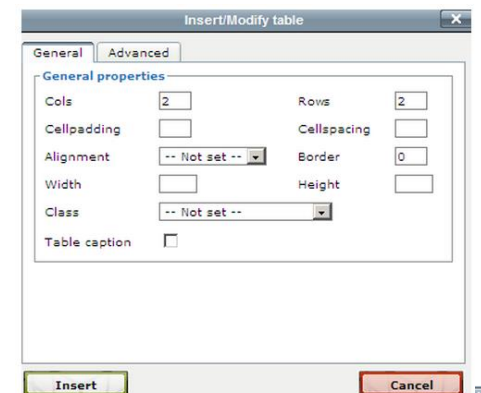 Insert/Modify table X
General Advanced
General properties
Cols 2 Rows 2
Cellpadding Cellspacing
Alignment -- Not set -- Border 0
Width Height
Class -- Not set --
Table caption
Insert Cancel